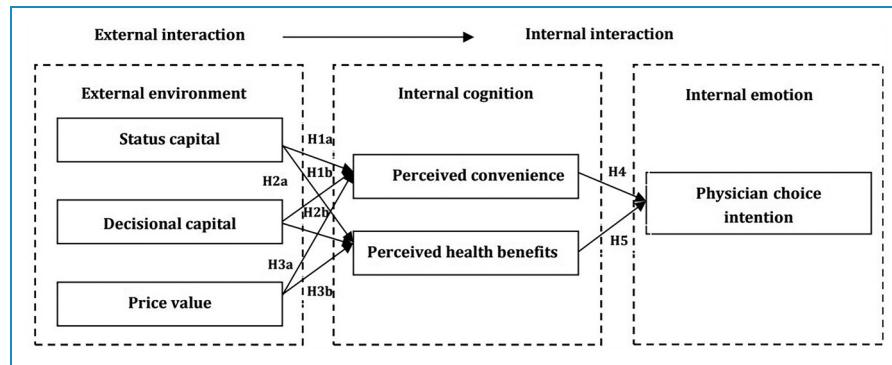 External interaction
Internal interaction
External environment
Internal cognition
Internal emotion
Status capital
H1a
H1b
H2a
Perceived convenience
H4
Physician choice
intention
Decisional capital
H2b
Perceived health benefits
H5
H3a
Price value
H3b